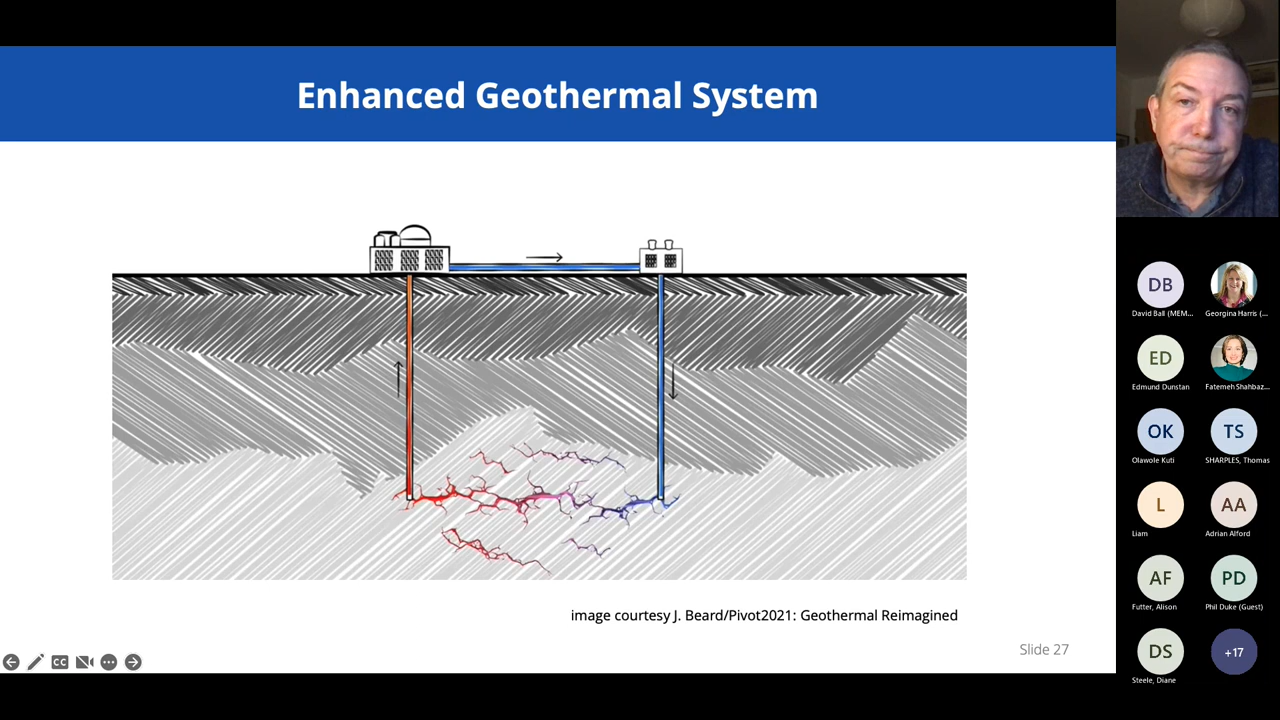 Enhanced Geothermal System
image courtesy J. Beard/Pivot2021: Geothermal Reimagined
Slide 27
CC
DB
David Ball (MEM...
Georgina Harris (...
ED
Edmund Dunstan
Fatemeh Shahbaz...
OK
TS
Olawole Kuti
SHARPLES, Thomas
L
AA
Liam
Adrian Alford
AF
PD
Futter, Alison
Phil Duke (Guest)
DS
+17
Steele, Diane